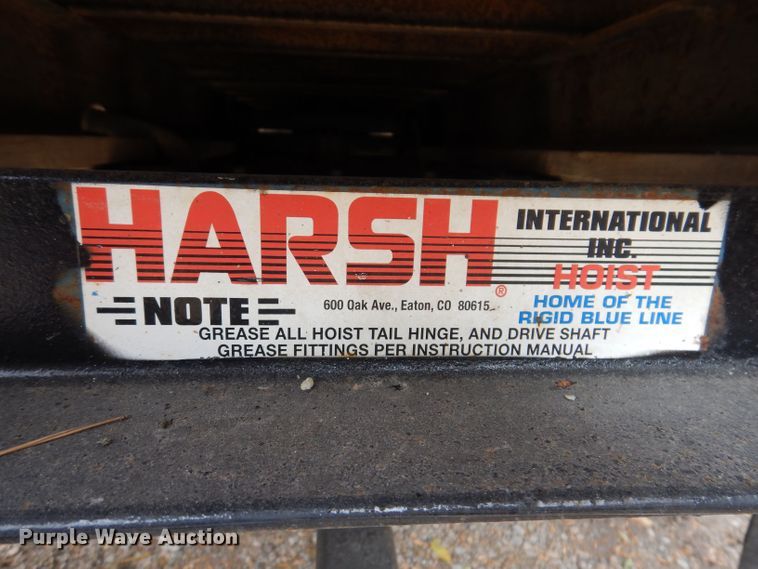 HARSH®
INTERNATIONAL
INC.
HOIST
HOME OF THE
RIGID BLUE LINE
NOTE
600 Oak Ave., Eaton, CO 80615
GREASE ALL HOIST TAIL HINGE, AND DRIVE SHAFT
GREASE FITTINGS PER INSTRUCTION MANUAL
Purple Wave Auction